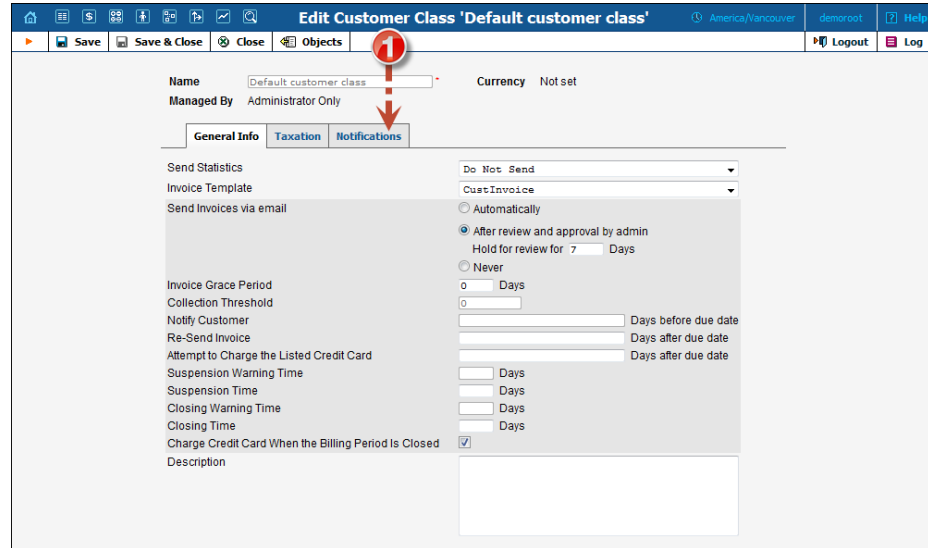 Edit Customer Class 'Default customer class' America/Vancouver demoroot ? Help
Save Save & Close Close Objects Logout Log
1
Name Default customer class * Currency Not set
Managed By Administrator Only
General Info Taxation Notifications
Send Statistics Do Not Send
Invoice Template CustInvoice
Send Invoices via email Automatically
After review and approval by admin
Hold for review for 7 Days
Never
Invoice Grace Period 0 Days
Collection Threshold 0
Notify Customer Days before due date
Re-Send Invoice Days after due date
Attempt to Charge the Listed Credit Card Days after due date
Suspension Warning Time Days
Suspension Time Days
Closing Warning Time Days
Closing Time Days
Charge Credit Card When the Billing Period Is Closed
Description